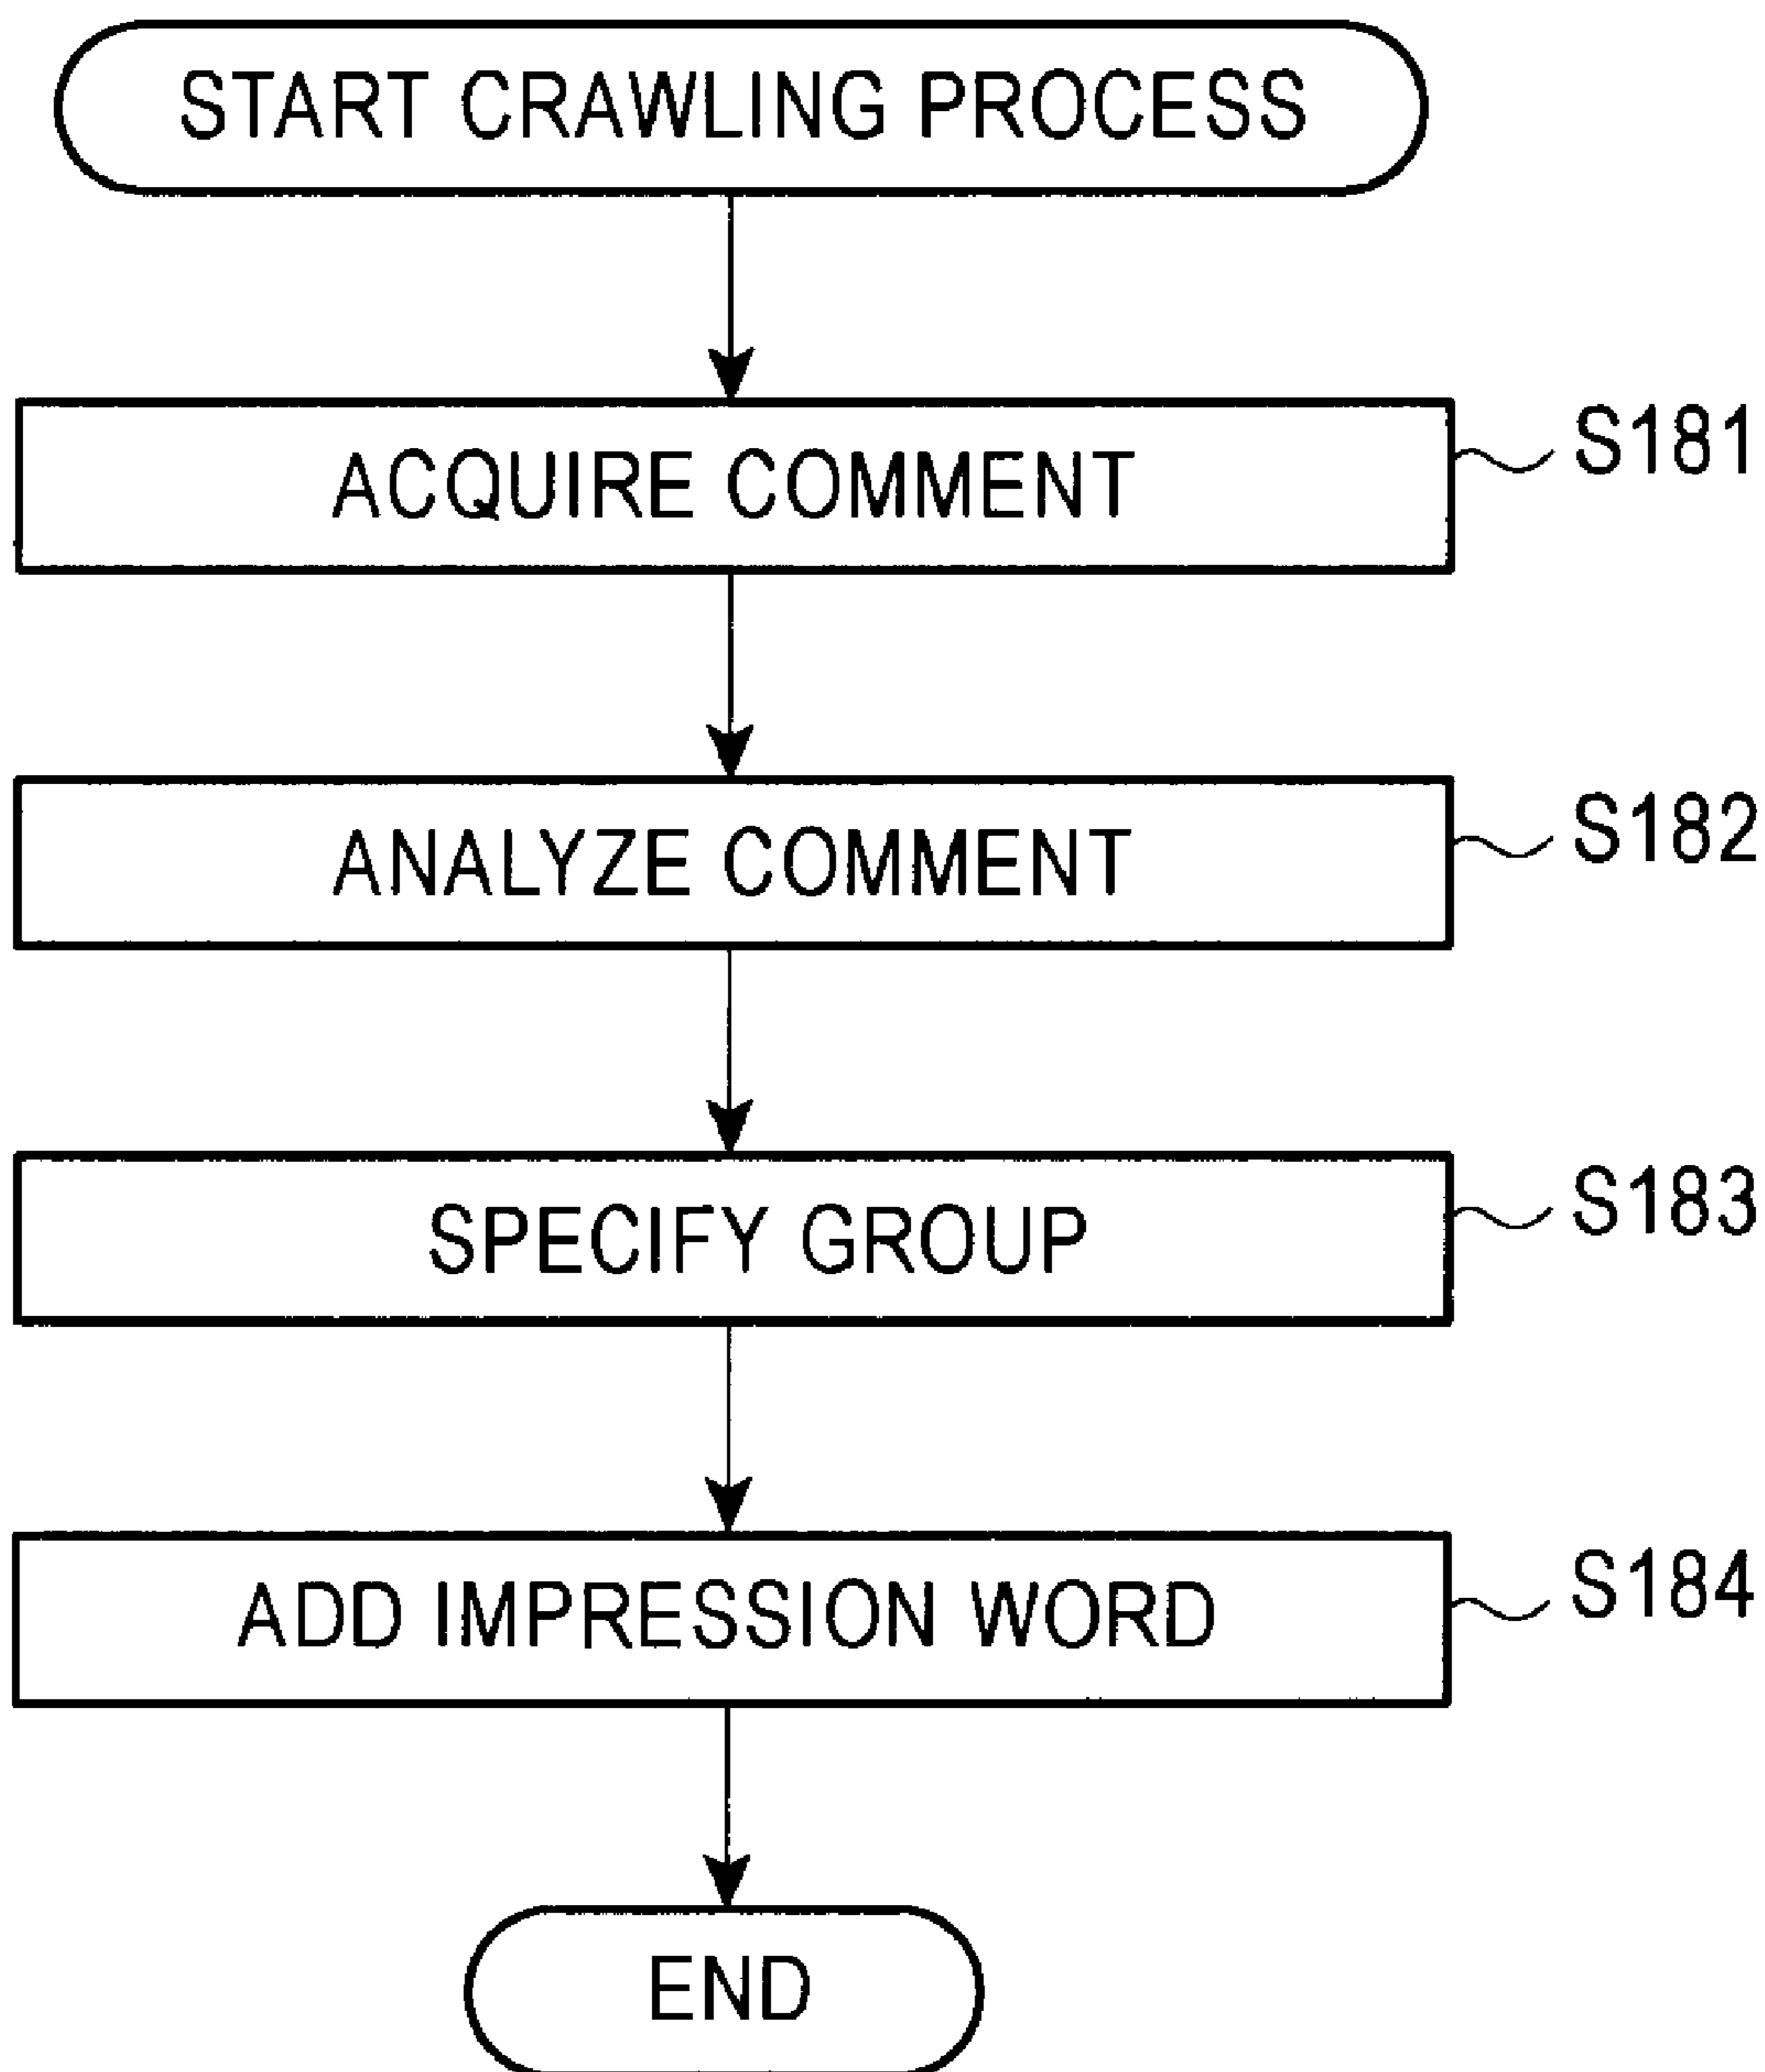 START CRAWLING PROCESS
ACQUIRE COMMENT S181
ANALYZE COMMENT S182
SPECIFY GROUP S183
ADD IMPRESSION WORD S184
END